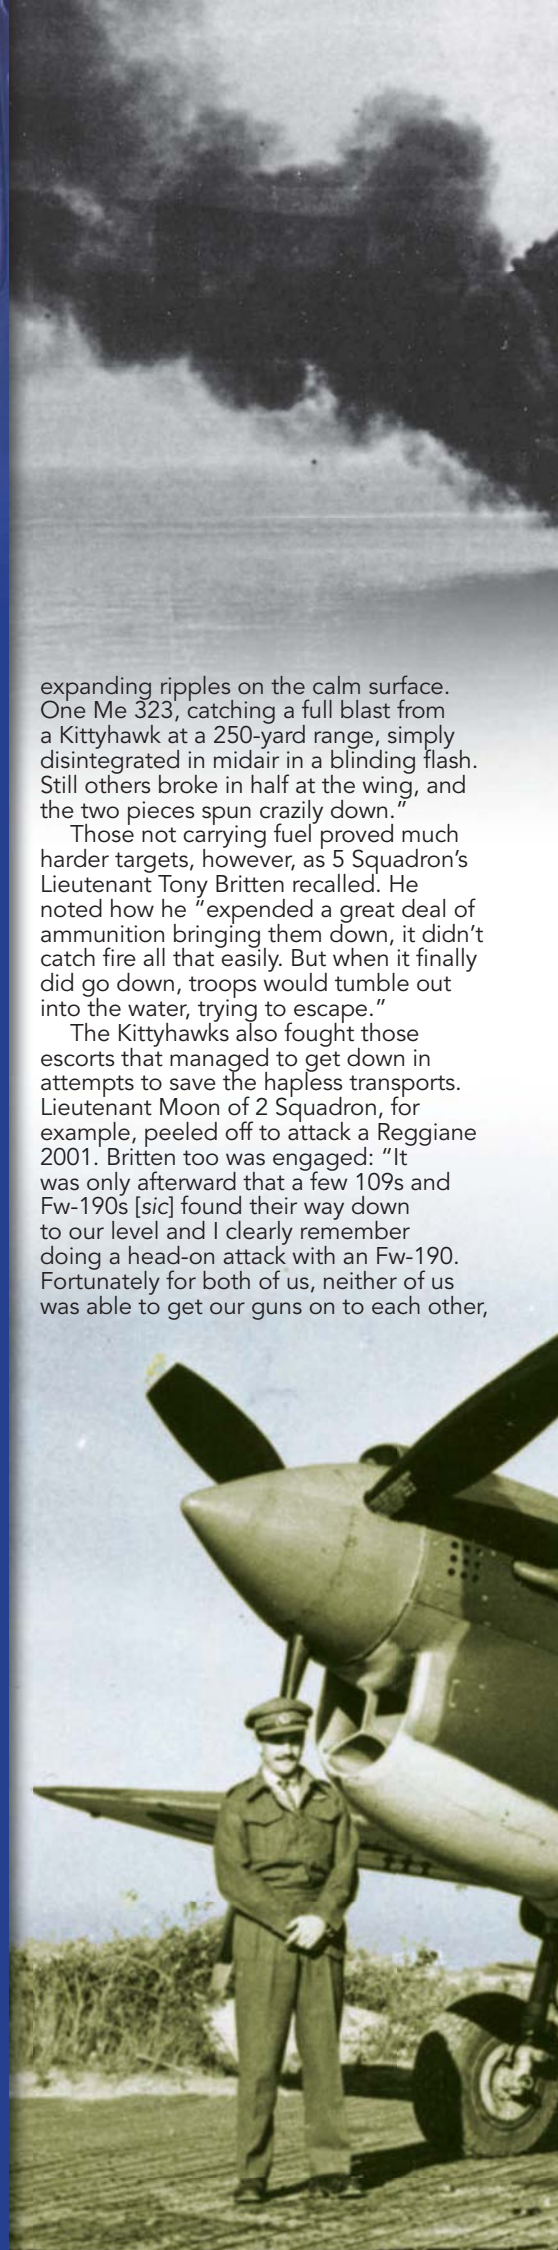 expanding ripples on the calm surface.
One Me 323, catching a full blast from
a Kittyhawk at a 250-yard range, simply
disintegrated in midair in a blinding flash.
Still others broke in half at the wing, and
the two pieces spun crazily down.”
Those not carrying fuel proved much
harder targets, however, as 5 Squadron’s
Lieutenant Tony Britten recalled. He
noted how he “expended a great deal of
ammunition bringing them down, it didn’t
catch fire all that easily. But when it finally
did go down, troops would tumble out
into the water, trying to escape.”
The Kittyhawks also fought those
escorts that managed to get down in
attempts to save the hapless transports.
Lieutenant Moon of 2 Squadron, for
example, peeled off to attack a Reggiane
2001. Britten too was engaged: “It
was only afterward that a few 109s and
Fw-190s [sic] found their way down
to our level and I clearly remember
doing a head-on attack with an Fw-190.
Fortunately for both of us, neither of us
was able to get our guns on to each other,